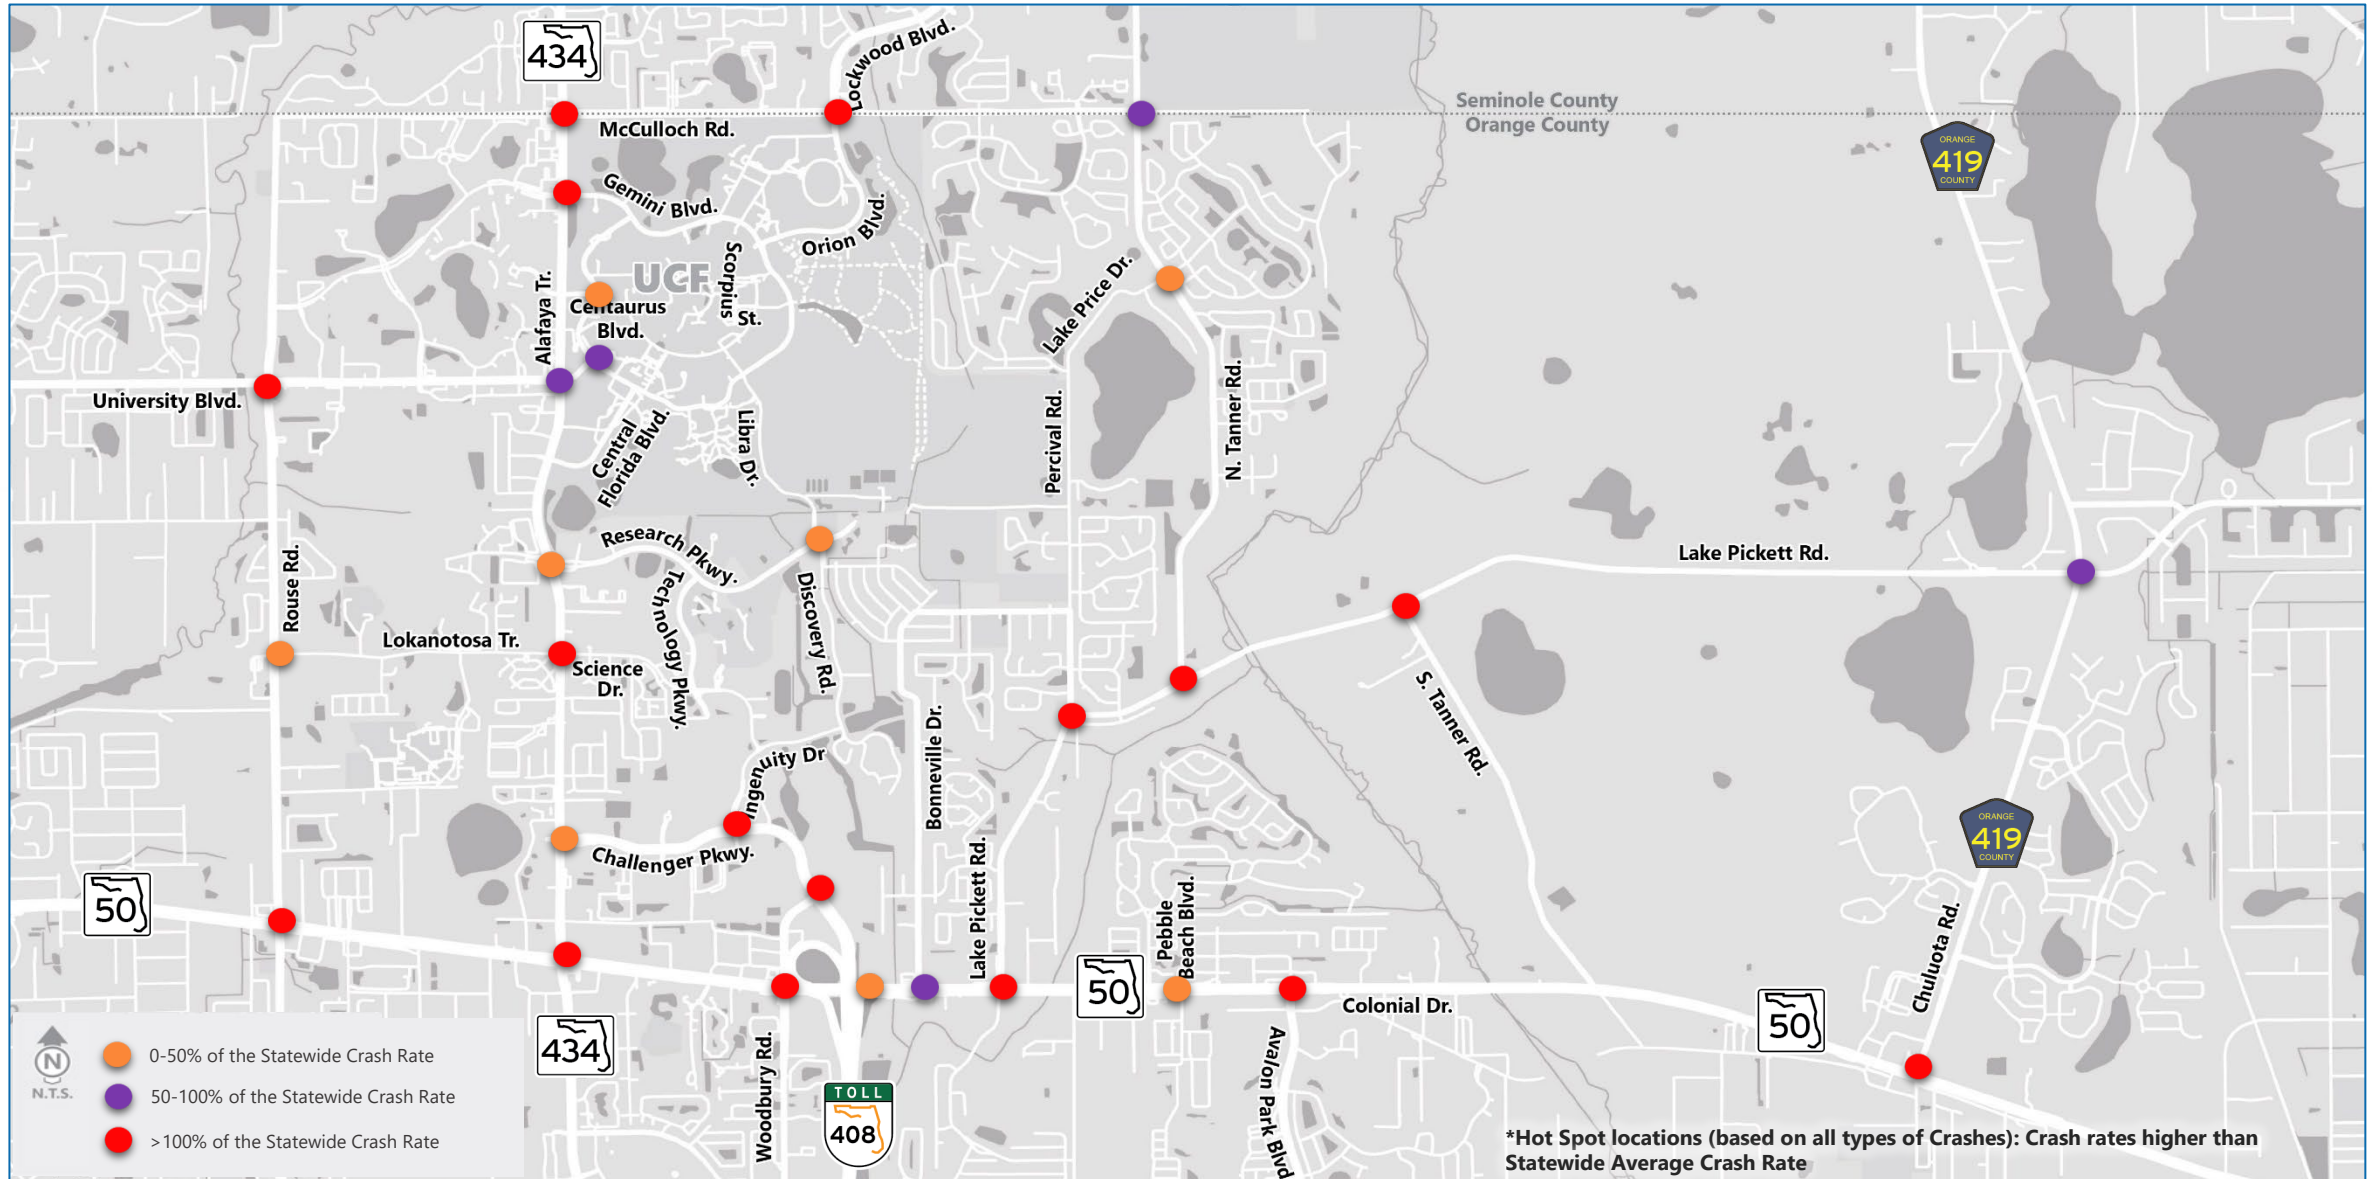 434
Lockwood Blvd.
McCulloch Rd.
Seminole County
Orange County
ORANGE
419
COUNTY
Gemini Blvd.
Orion Blvd.
Scorpius
St.
UCF
Centaurus
Blvd.
Alafaya Tr.
Lake Price Dr.
University Blvd.
Central
Florida Blvd.
Libra Dr.
Percival Rd.
N. Tanner Rd.
Research Pkwy.
Technology Pkwy.
Discovery Rd.
Lake Pickett Rd.
Rouse Rd.
Lokanotosa Tr.
Science
Dr.
S. Tanner Rd.
Ingenuity Dr
Bonneville Dr.
Challenger Pkwy.
Lake Pickett Rd.
ORANGE
419
COUNTY
50
Pebble
Beach Blvd.
50
Colonial Dr.
Chuluota Rd.
50
434
Woodbury Rd.
Avalon Park Blvd
TOLL
408
N
N.T.S.
0-50% of the Statewide Crash Rate
50-100% of the Statewide Crash Rate
>100% of the Statewide Crash Rate
*Hot Spot locations (based on all types of Crashes): Crash rates higher than
Statewide Average Crash Rate